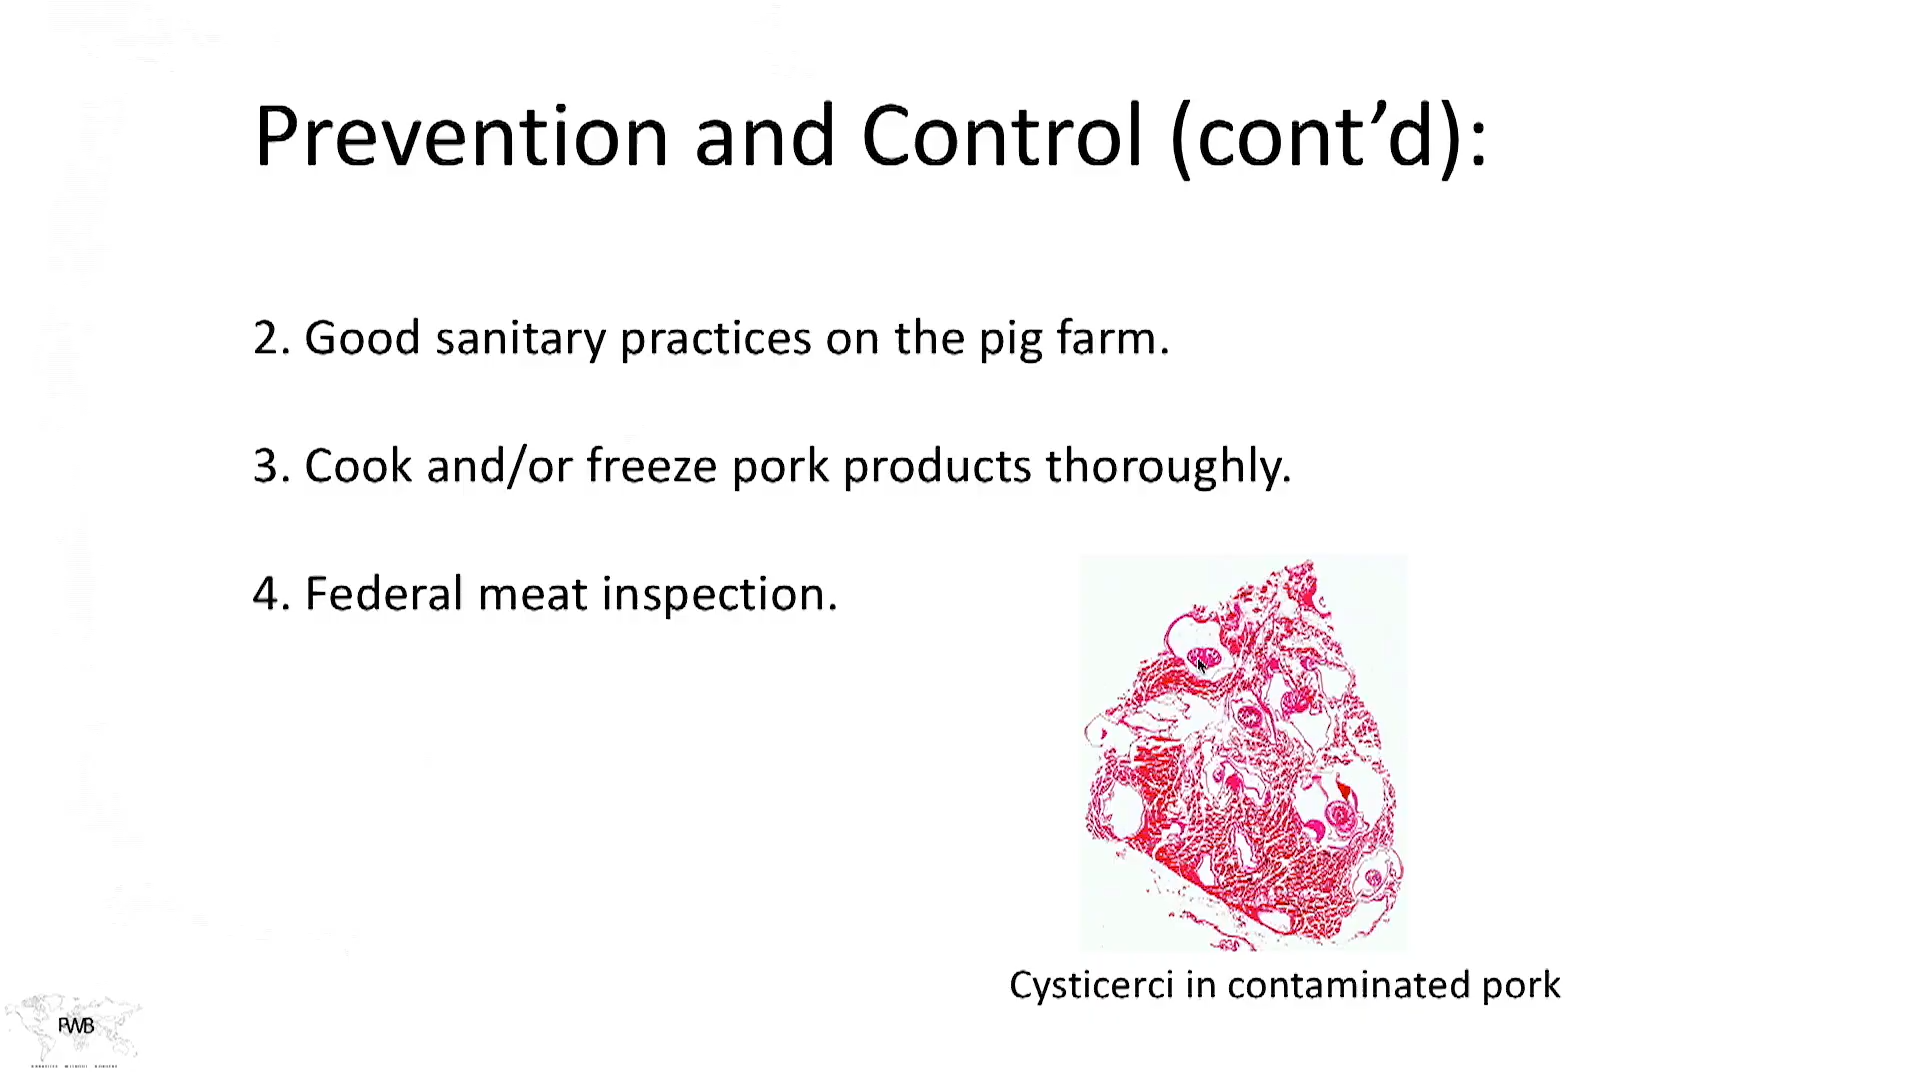 Prevention and Control (cont’d):
2. Good sanitary practices on the pig farm.
3. Cook and/or freeze pork products thoroughly.
4. Federal meat inspection.
Cysticerci in contaminated pork
PWB